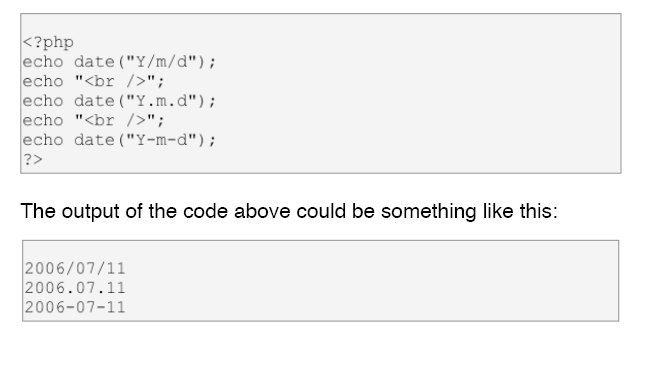 <?php
echo date("Y/m/d");
echo "<br />";
echo date("Y.m.d");
echo "<br />";
echo date("Y-m-d");
?>
The output of the code above could be something like this:
2006/07/11
2006.07.11
2006-07-11